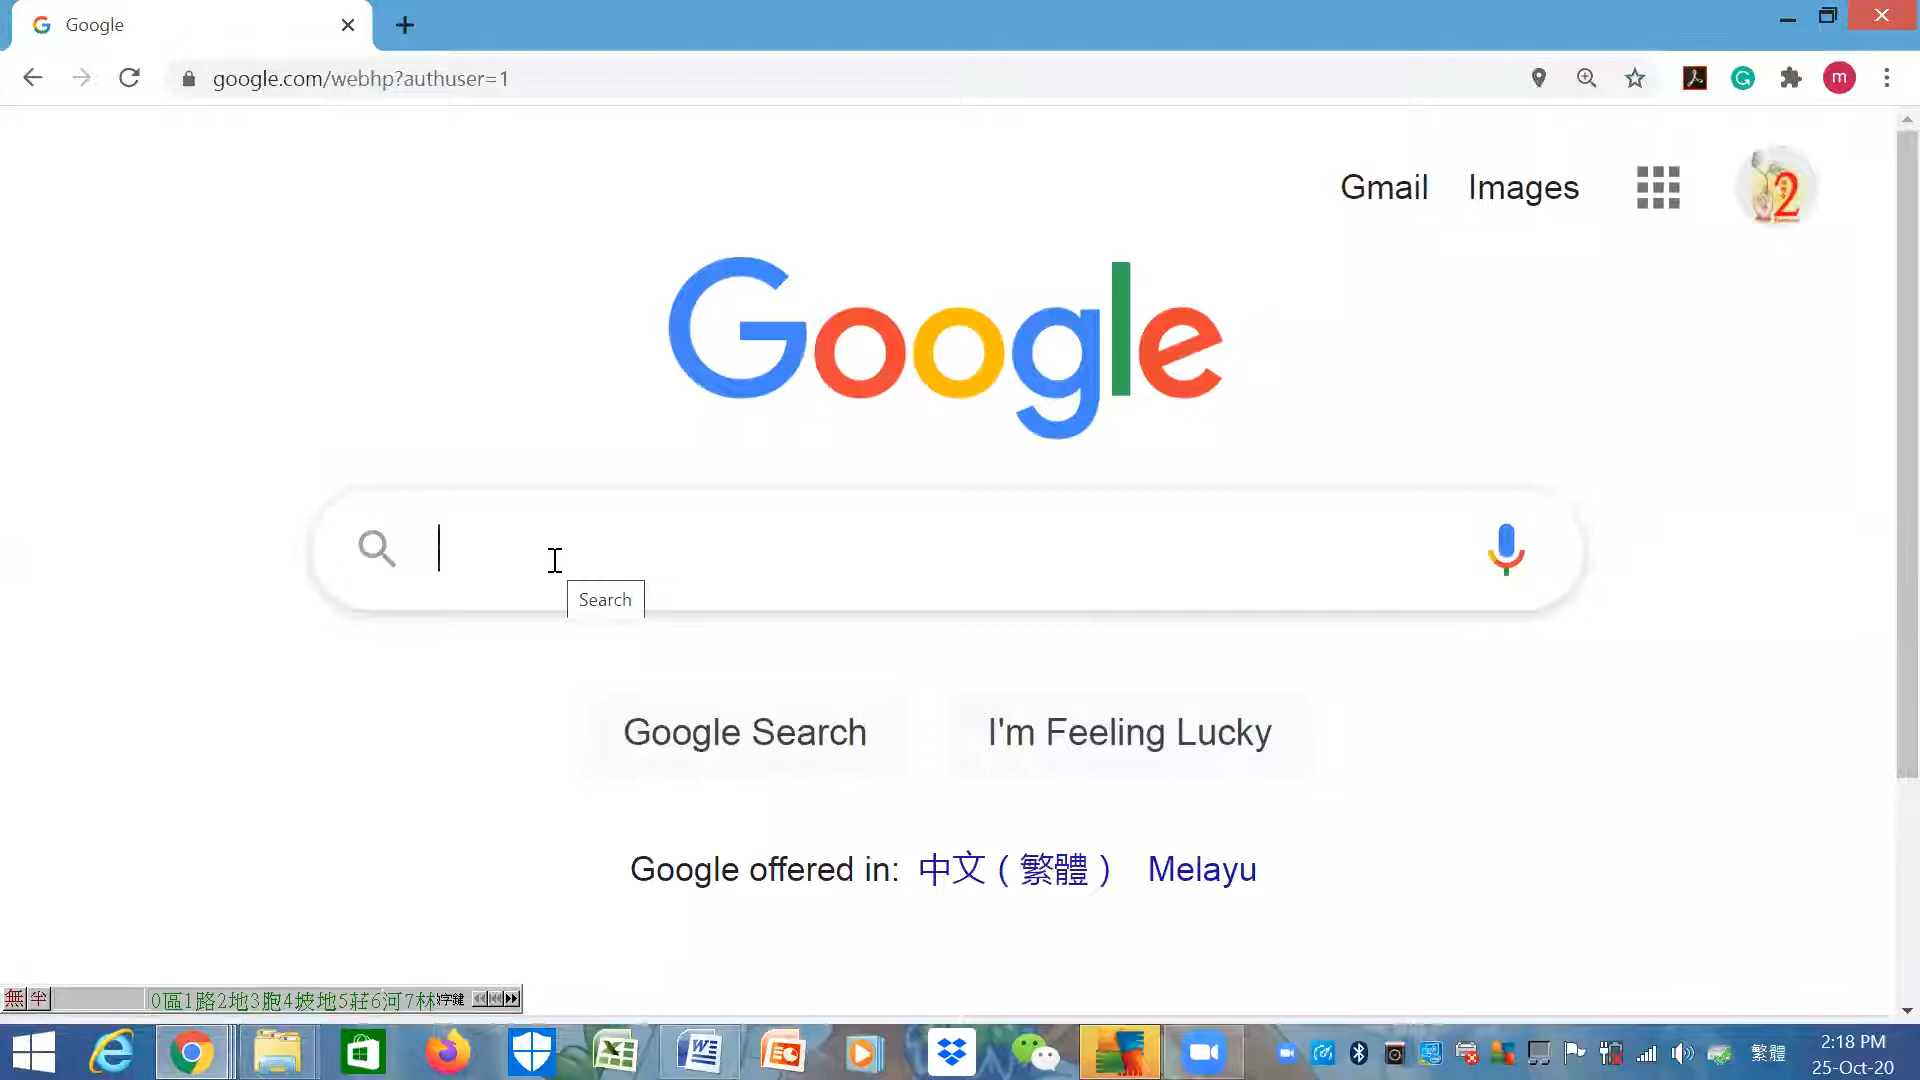 Google
google.com/webhp?authuser=1
m
Gmail Images
2
Google
Search
Google Search I'm Feeling Lucky
Google offered in: 中文（繁體） Melayu
無 半 0區1路2地3胞4坡地5莊6河7林 字鍵
繁體 2:18 PM
25-Oct-20